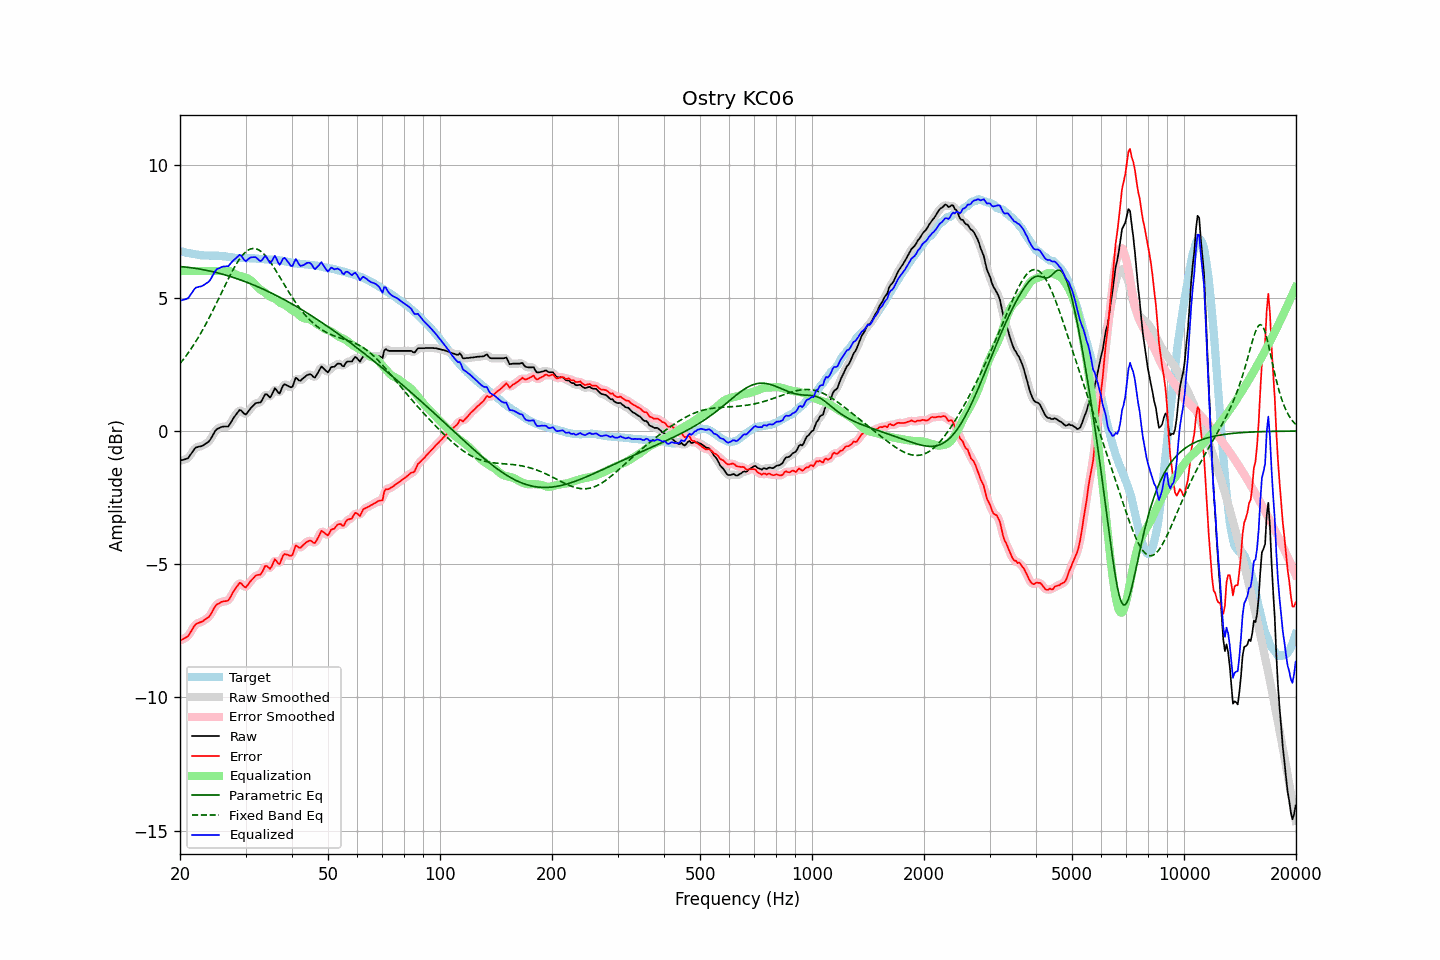 Ostry KC06
10
5
0
−5
−10
−15
Amplitude (dBr)
Target
Raw Smoothed
Error Smoothed
Raw
Error
Equalization
Parametric Eq
Fixed Band Eq
Equalized
20
50
100
200
500
1000
2000
5000
10000
20000
Frequency (Hz)